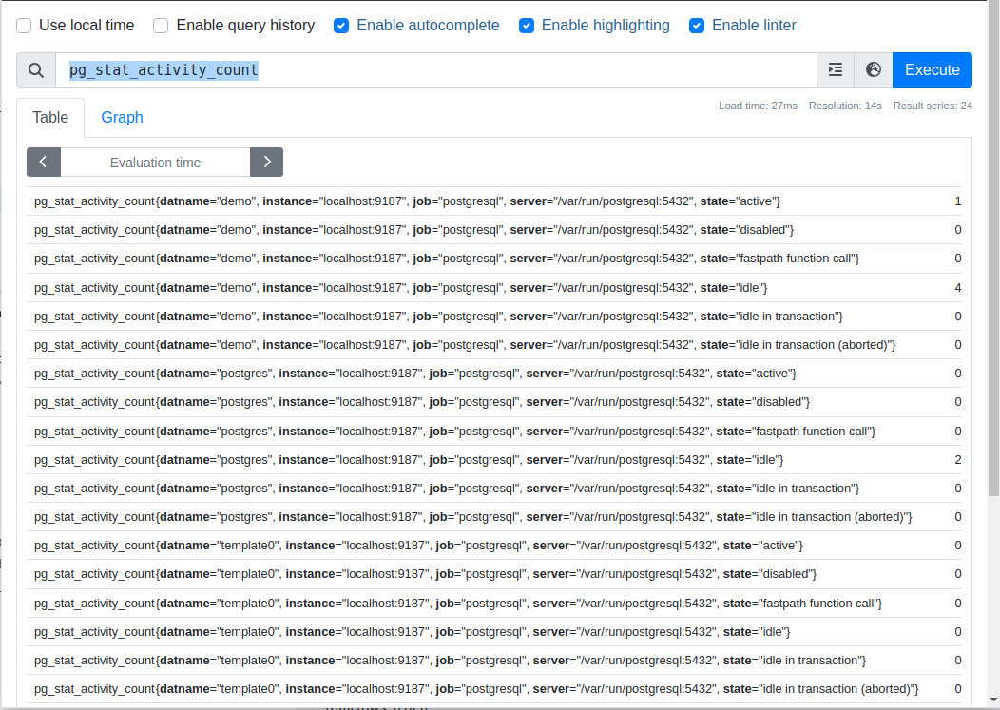 Use local time Enable query history Enable autocomplete Enable highlighting Enable linter
pg_stat_activity_count Execute
Table Graph Load time: 27ms Resolution: 14s Result series: 24
Evaluation time
pg_stat_activity_count{datname="demo", instance="localhost:9187", job="postgresql", server="/var/run/postgresql:5432", state="active"} 1
pg_stat_activity_count{datname="demo", instance="localhost:9187", job="postgresql", server="/var/run/postgresql:5432", state="disabled"} 0
pg_stat_activity_count{datname="demo", instance="localhost:9187", job="postgresql", server="/var/run/postgresql:5432", state="fastpath function call"} 0
pg_stat_activity_count{datname="demo", instance="localhost:9187", job="postgresql", server="/var/run/postgresql:5432", state="idle"} 4
pg_stat_activity_count{datname="demo", instance="localhost:9187", job="postgresql", server="/var/run/postgresql:5432", state="idle in transaction"} 0
pg_stat_activity_count{datname="demo", instance="localhost:9187", job="postgresql", server="/var/run/postgresql:5432", state="idle in transaction (aborted)"} 0
pg_stat_activity_count{datname="postgres", instance="localhost:9187", job="postgresql", server="/var/run/postgresql:5432", state="active"} 0
pg_stat_activity_count{datname="postgres", instance="localhost:9187", job="postgresql", server="/var/run/postgresql:5432", state="disabled"} 0
pg_stat_activity_count{datname="postgres", instance="localhost:9187", job="postgresql", server="/var/run/postgresql:5432", state="fastpath function call"} 0
pg_stat_activity_count{datname="postgres", instance="localhost:9187", job="postgresql", server="/var/run/postgresql:5432", state="idle"} 2
pg_stat_activity_count{datname="postgres", instance="localhost:9187", job="postgresql", server="/var/run/postgresql:5432", state="idle in transaction"} 0
pg_stat_activity_count{datname="postgres", instance="localhost:9187", job="postgresql", server="/var/run/postgresql:5432", state="idle in transaction (aborted)"} 0
pg_stat_activity_count{datname="template0", instance="localhost:9187", job="postgresql", server="/var/run/postgresql:5432", state="active"} 0
pg_stat_activity_count{datname="template0", instance="localhost:9187", job="postgresql", server="/var/run/postgresql:5432", state="disabled"} 0
pg_stat_activity_count{datname="template0", instance="localhost:9187", job="postgresql", server="/var/run/postgresql:5432", state="fastpath function call"} 0
pg_stat_activity_count{datname="template0", instance="localhost:9187", job="postgresql", server="/var/run/postgresql:5432", state="idle"} 0
pg_stat_activity_count{datname="template0", instance="localhost:9187", job="postgresql", server="/var/run/postgresql:5432", state="idle in transaction"} 0
pg_stat_activity_count{datname="template0", instance="localhost:9187", job="postgresql", server="/var/run/postgresql:5432", state="idle in transaction (aborted)"} 0